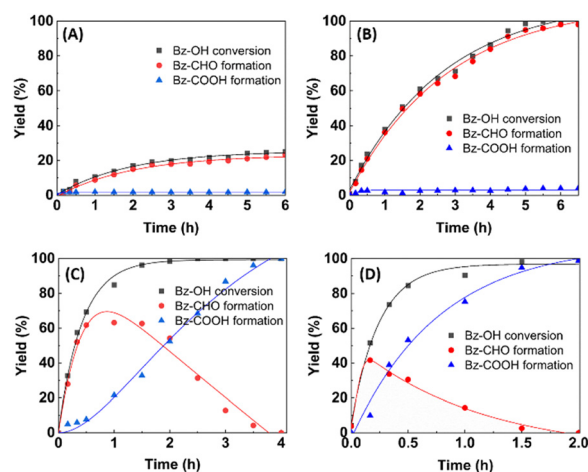 (A)
Bz-OH conversion
Bz-CHO formation
Bz-COOH formation
Yield (%)
100
80
60
40
20
0
0 1 2 3 4 5 6
Time (h)
(B)
Bz-OH conversion
Bz-CHO formation
Bz-COOH formation
Yield (%)
100
80
60
40
20
0
0 1 2 3 4 5 6
Time (h)
(C)
Bz-OH conversion
Bz-CHO formation
Bz-COOH formation
Yield (%)
100
80
60
40
20
0
0 1 2 3 4
Time (h)
(D)
Bz-OH conversion
Bz-CHO formation
Bz-COOH formation
Yield (%)
100
80
60
40
20
0
0.0 0.5 1.0 1.5 2.0
Time (h)